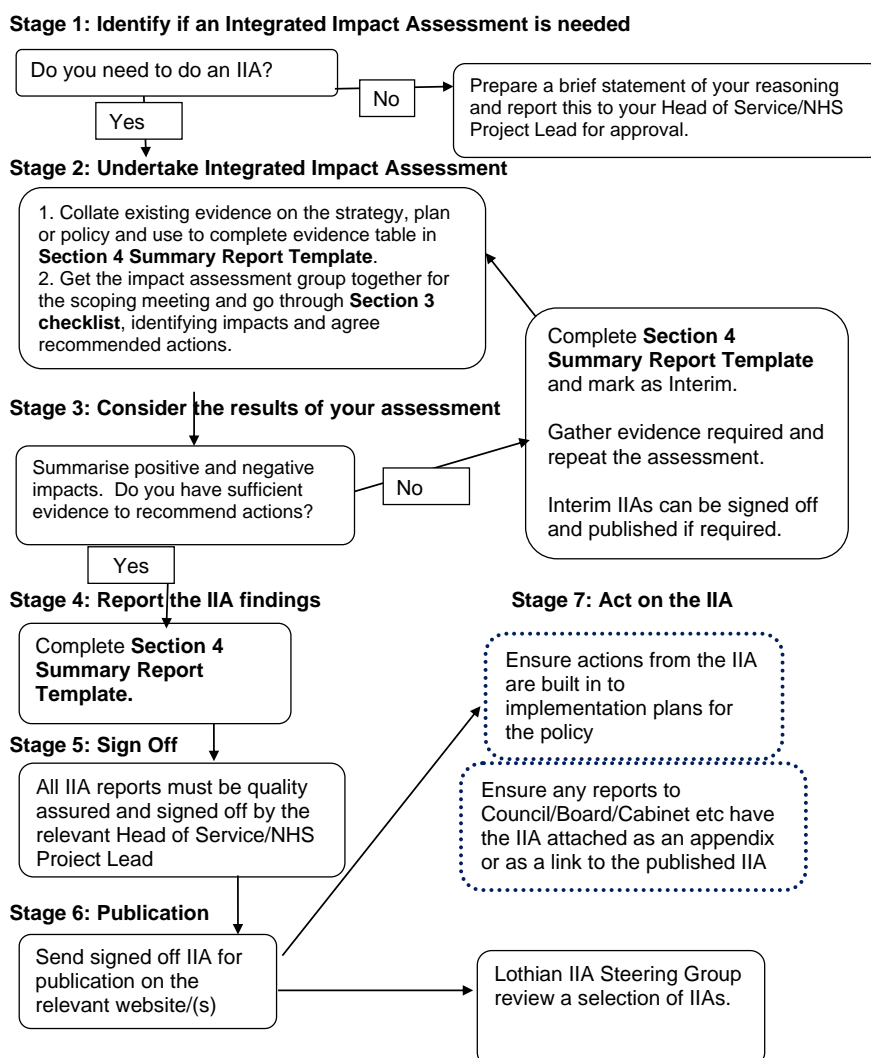 Stage 1: Identify if an Integrated Impact Assessment is needed
Do you need to do an IIA?
No
Prepare a brief statement of your reasoning
and report this to your Head of Service/NHS
Project Lead for approval.
Yes
Stage 2: Undertake Integrated Impact Assessment
1. Collate existing evidence on the strategy, plan
or policy and use to complete evidence table in
Section 4 Summary Report Template.
2. Get the impact assessment group together for
the scoping meeting and go through Section 3
checklist, identifying impacts and agree
recommended actions.
Complete Section 4
Summary Report Template
and mark as Interim.
Gather evidence required and
repeat the assessment.
Interim IIAs can be signed off
and published if required.
Stage 3: Consider the results of your assessment
Summarise positive and negative
impacts. Do you have sufficient
evidence to recommend actions?
No
Yes
Stage 4: Report the IIA findings
Complete Section 4
Summary Report
Template.
Stage 5: Sign Off
All IIA reports must be quality
assured and signed off by the
relevant Head of Service/NHS
Project Lead
Stage 6: Publication
Send signed off IIA for
publication on the
relevant website/(s)
Stage 7: Act on the IIA
Ensure actions from the IIA
are built in to
implementation plans for
the policy
Ensure any reports to
Council/Board/Cabinet etc have
the IIA attached as an appendix
or as a link to the published IIA
Lothian IIA Steering Group
review a selection of IIAs.